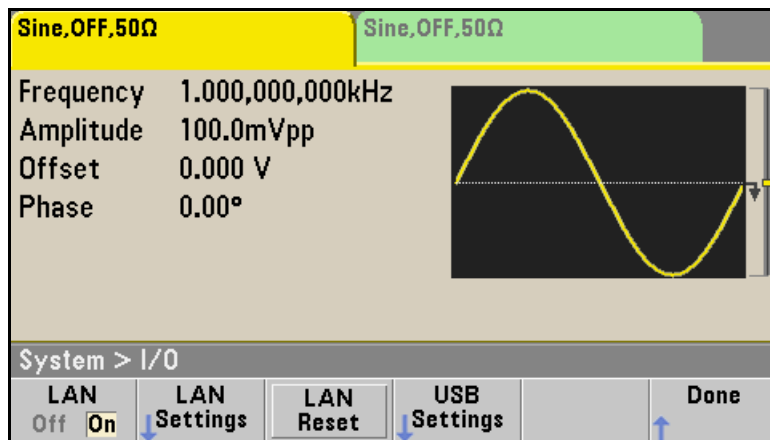 Sine,OFF,50Ω
Sine,OFF,50Ω
Frequency 1.000,000,000kHz
Amplitude 100.0mVpp
Offset 0.000 V
Phase 0.00°
System > I/O
LAN Off On
LAN Settings
LAN Reset
USB Settings
Done